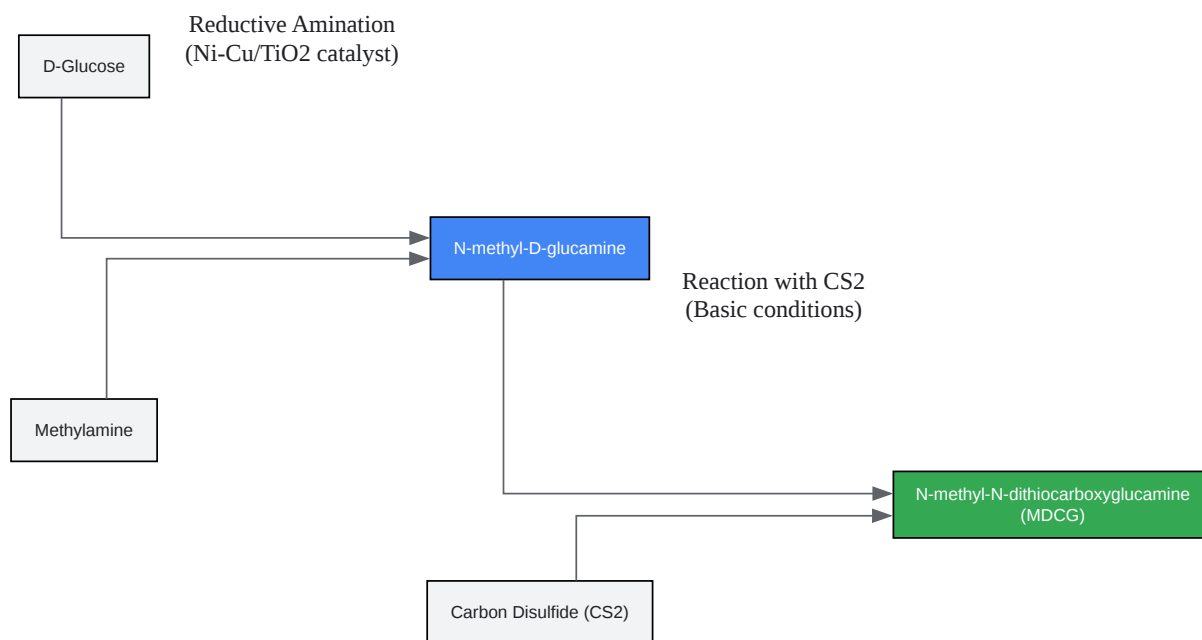 Reductive Amination
(Ni-Cu/TiO2 catalyst)
D-Glucose
N-methyl-D-glucamine
Reaction with CS2
(Basic conditions)
Methylamine
N-methyl-N-dithiocarboxyglucamine
(MDCG)
Carbon Disulfide (CS2)